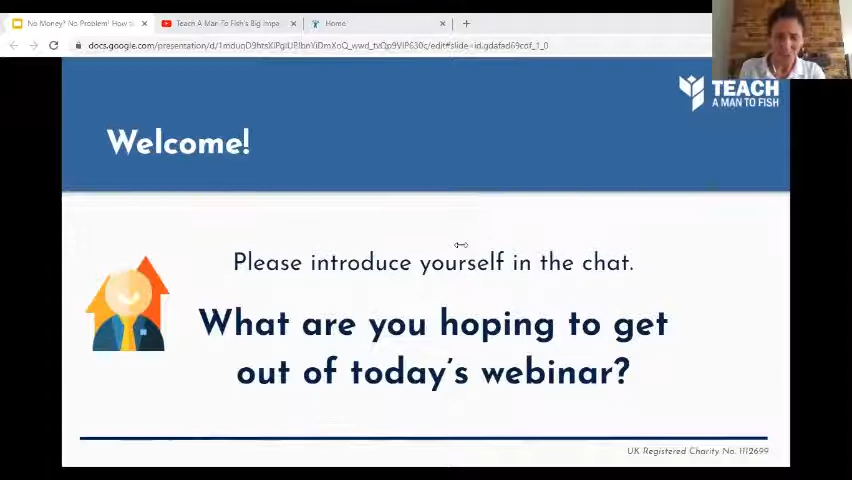 No Money? No Problem! How to
Teach A Man To Fish's Big Impa
Home
TEACH
A MAN TO FISH
Welcome!
Please introduce yourself in the chat.
What are you hoping to get
out of today's webinar?
UK Registered Charity No. 1112699